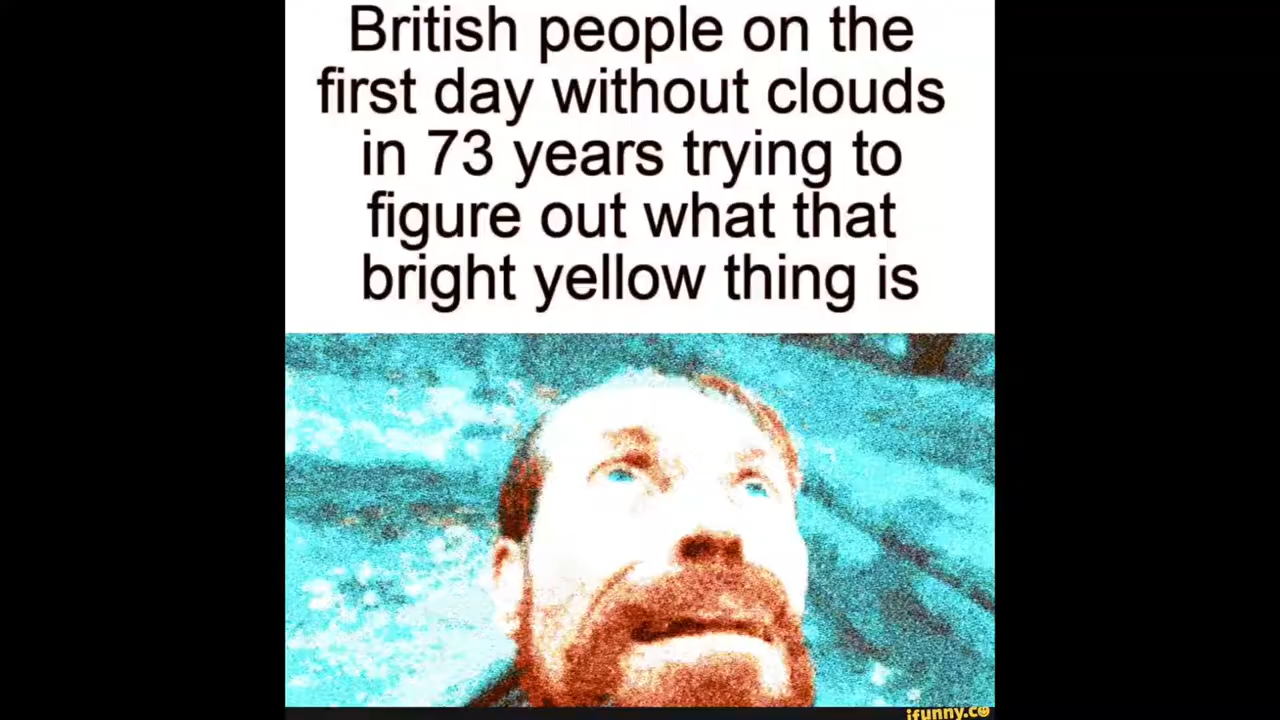 British people on the
first day without clouds
in 73 years trying to
figure out what that
bright yellow thing is
ifunny.co